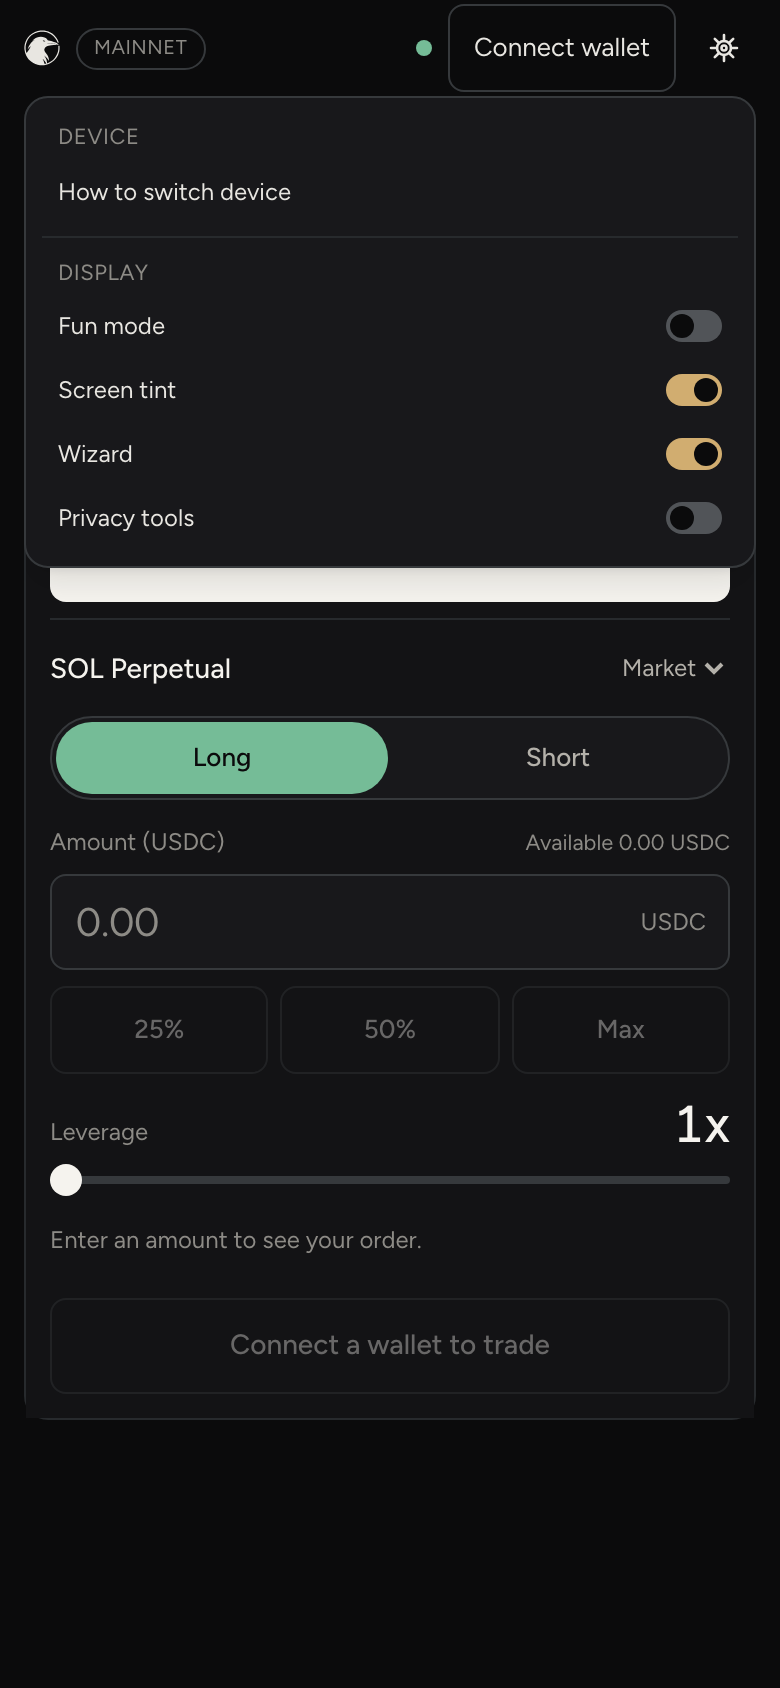 MAINNET
Connect wallet
DEVICE
How to switch device
DISPLAY
Fun mode
Screen tint
Wizard
Privacy tools
SOL Perpetual
Market
Long
Short
Amount (USDC)
Available 0.00 USDC
0.00
USDC
25%
50%
Max
Leverage
1x
Enter an amount to see your order.
Connect a wallet to trade